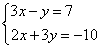 3x − y = 7
2x + 3y = −10